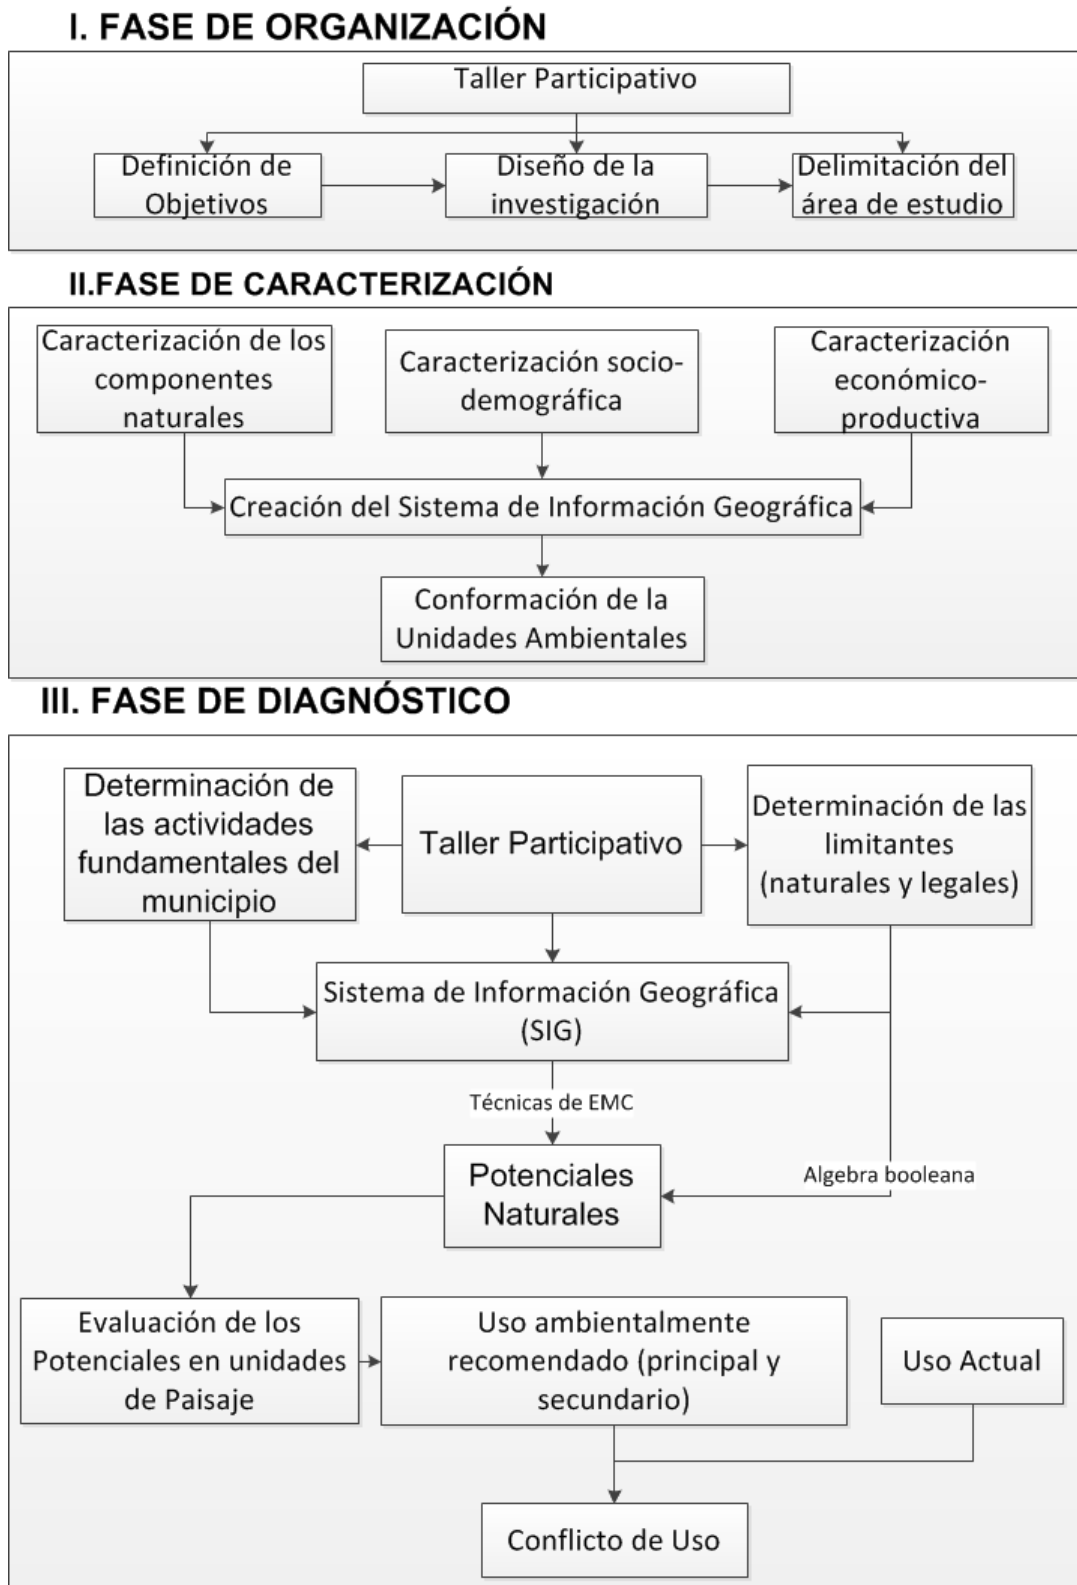 I. FASE DE ORGANIZACIÓN
Taller Participativo
Definición de
Objetivos
Diseño de la
investigación
Delimitación del
área de estudio
II.FASE DE CARACTERIZACIÓN
Caracterización de los
componentes
naturales
Caracterización socio-
demográfica
Caracterización
económico-
productiva
Creación del Sistema de Información Geográfica
Conformación de la
Unidades Ambientales
III. FASE DE DIAGNÓSTICO
Determinación de
las actividades
fundamentales del
municipio
Taller Participativo
Determinación de las
limitantes
(naturales y legales)
Sistema de Información Geográfica
(SIG)
Técnicas de EMC
Potenciales
Naturales
Algebra booleana
Evaluación de los
Potenciales en unidades
de Paisaje
Uso ambientalmente
recomendado (principal y
secundario)
Uso Actual
Conflicto de Uso